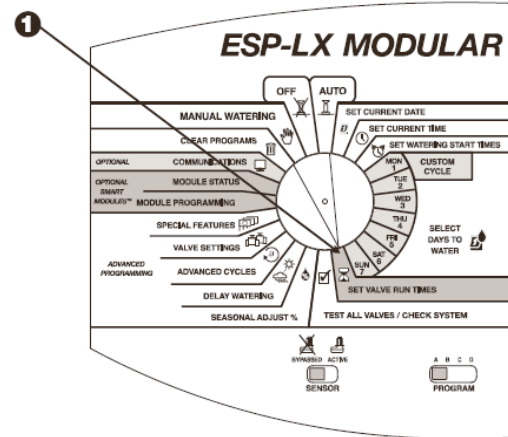 1
ESP-LX MODULAR
OFF
AUTO
MANUAL WATERING
SET CURRENT DATE
CLEAR PROGRAMS
SET CURRENT TIME
SET WATERING START TIMES
OPTIONAL
COMMUNICATIONS
MON
1
CUSTOM
CYCLE
OPTIONAL
SMART
MODULES™
MODULE STATUS
TUE
2
MODULE PROGRAMMING
WED
3
SPECIAL FEATURES
THU
4
SELECT
DAYS TO
WATER
VALVE SETTINGS
FRI
5
ADVANCED
PROGRAMMING
ADVANCED CYCLES
SAT
6
SUN
7
DELAY WATERING
SET VALVE RUN TIMES
SEASONAL ADJUST %
TEST ALL VALVES / CHECK SYSTEM
BYPASSED ACTIVE
A B C D
SENSOR
PROGRAM